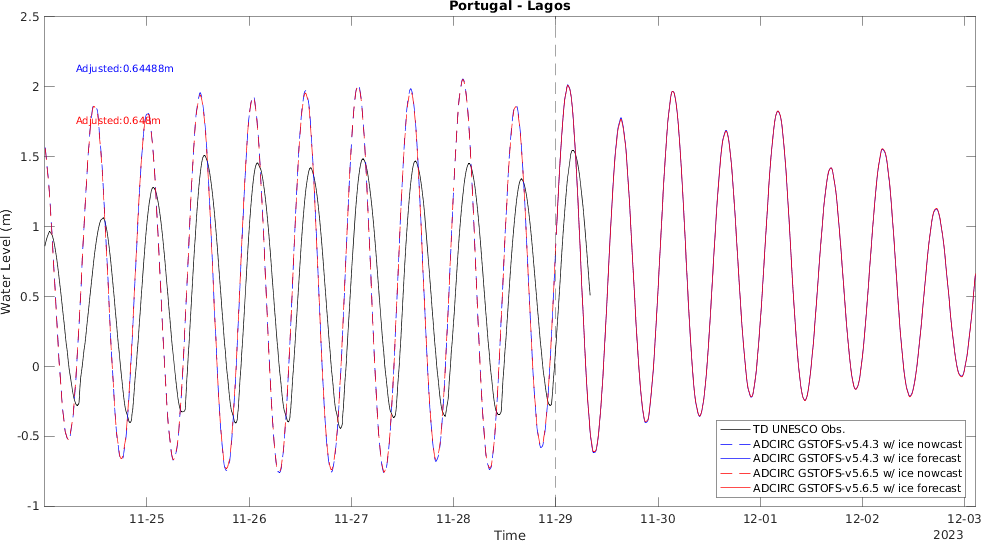 Portugal - Lagos
2.5
2
1.5
1
0.5
0
-0.5
-1
Water Level (m)
Adjusted:0.64488m
Adjusted:0.648m
TD UNESCO Obs.
ADCIRC GSTOFS-v5.4.3 w/ ice nowcast
ADCIRC GSTOFS-v5.4.3 w/ ice forecast
ADCIRC GSTOFS-v5.6.5 w/ ice nowcast
ADCIRC GSTOFS-v5.6.5 w/ ice forecast
11-25 11-26 11-27 11-28 11-29 11-30 12-01 12-02 12-03
2023
Time